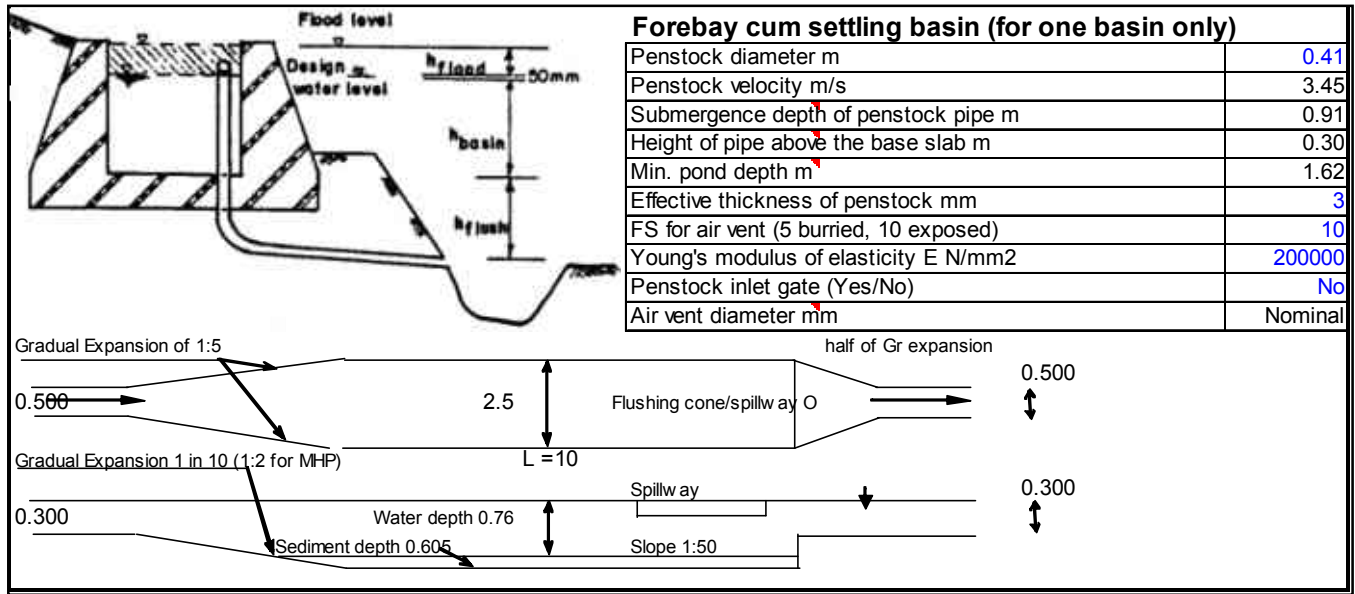 Flood level
Design
water level
hflood
50mm
hbasin
hflush
Forebay cum settling basin (for one basin only)
Penstock diameter m 0.41
Penstock velocity m/s 3.45
Submergence depth of penstock pipe m 0.91
Height of pipe above the base slab m 0.30
Min. pond depth m 1.62
Effective thickness of penstock mm 3
FS for air vent (5 burried, 10 exposed) 10
Young's modulus of elasticity E N/mm2 200000
Penstock inlet gate (Yes/No) No
Air vent diameter mm Nominal
Gradual Expansion of 1:5
half of Gr expansion
0.500
0.500
2.5
Flushing cone/spillway O
Gradual Expansion 1 in 10 (1:2 for MHP)
L =10
Spillway
0.300
0.300
Water depth 0.76
Sediment depth 0.605
Slope 1:50